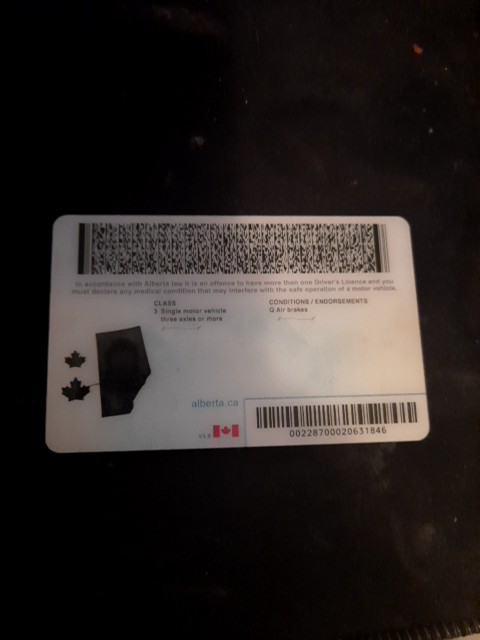 In accordance with Alberta law it is an offence to have more than one Driver's Licence and you
must declare any medical condition that may interfere with the safe operation of a motor vehicle.
CLASS
3 Single motor vehicle
three axles or more
CONDITIONS / ENDORSEMENTS
Q Air brakes
alberta.ca
00228700020631846